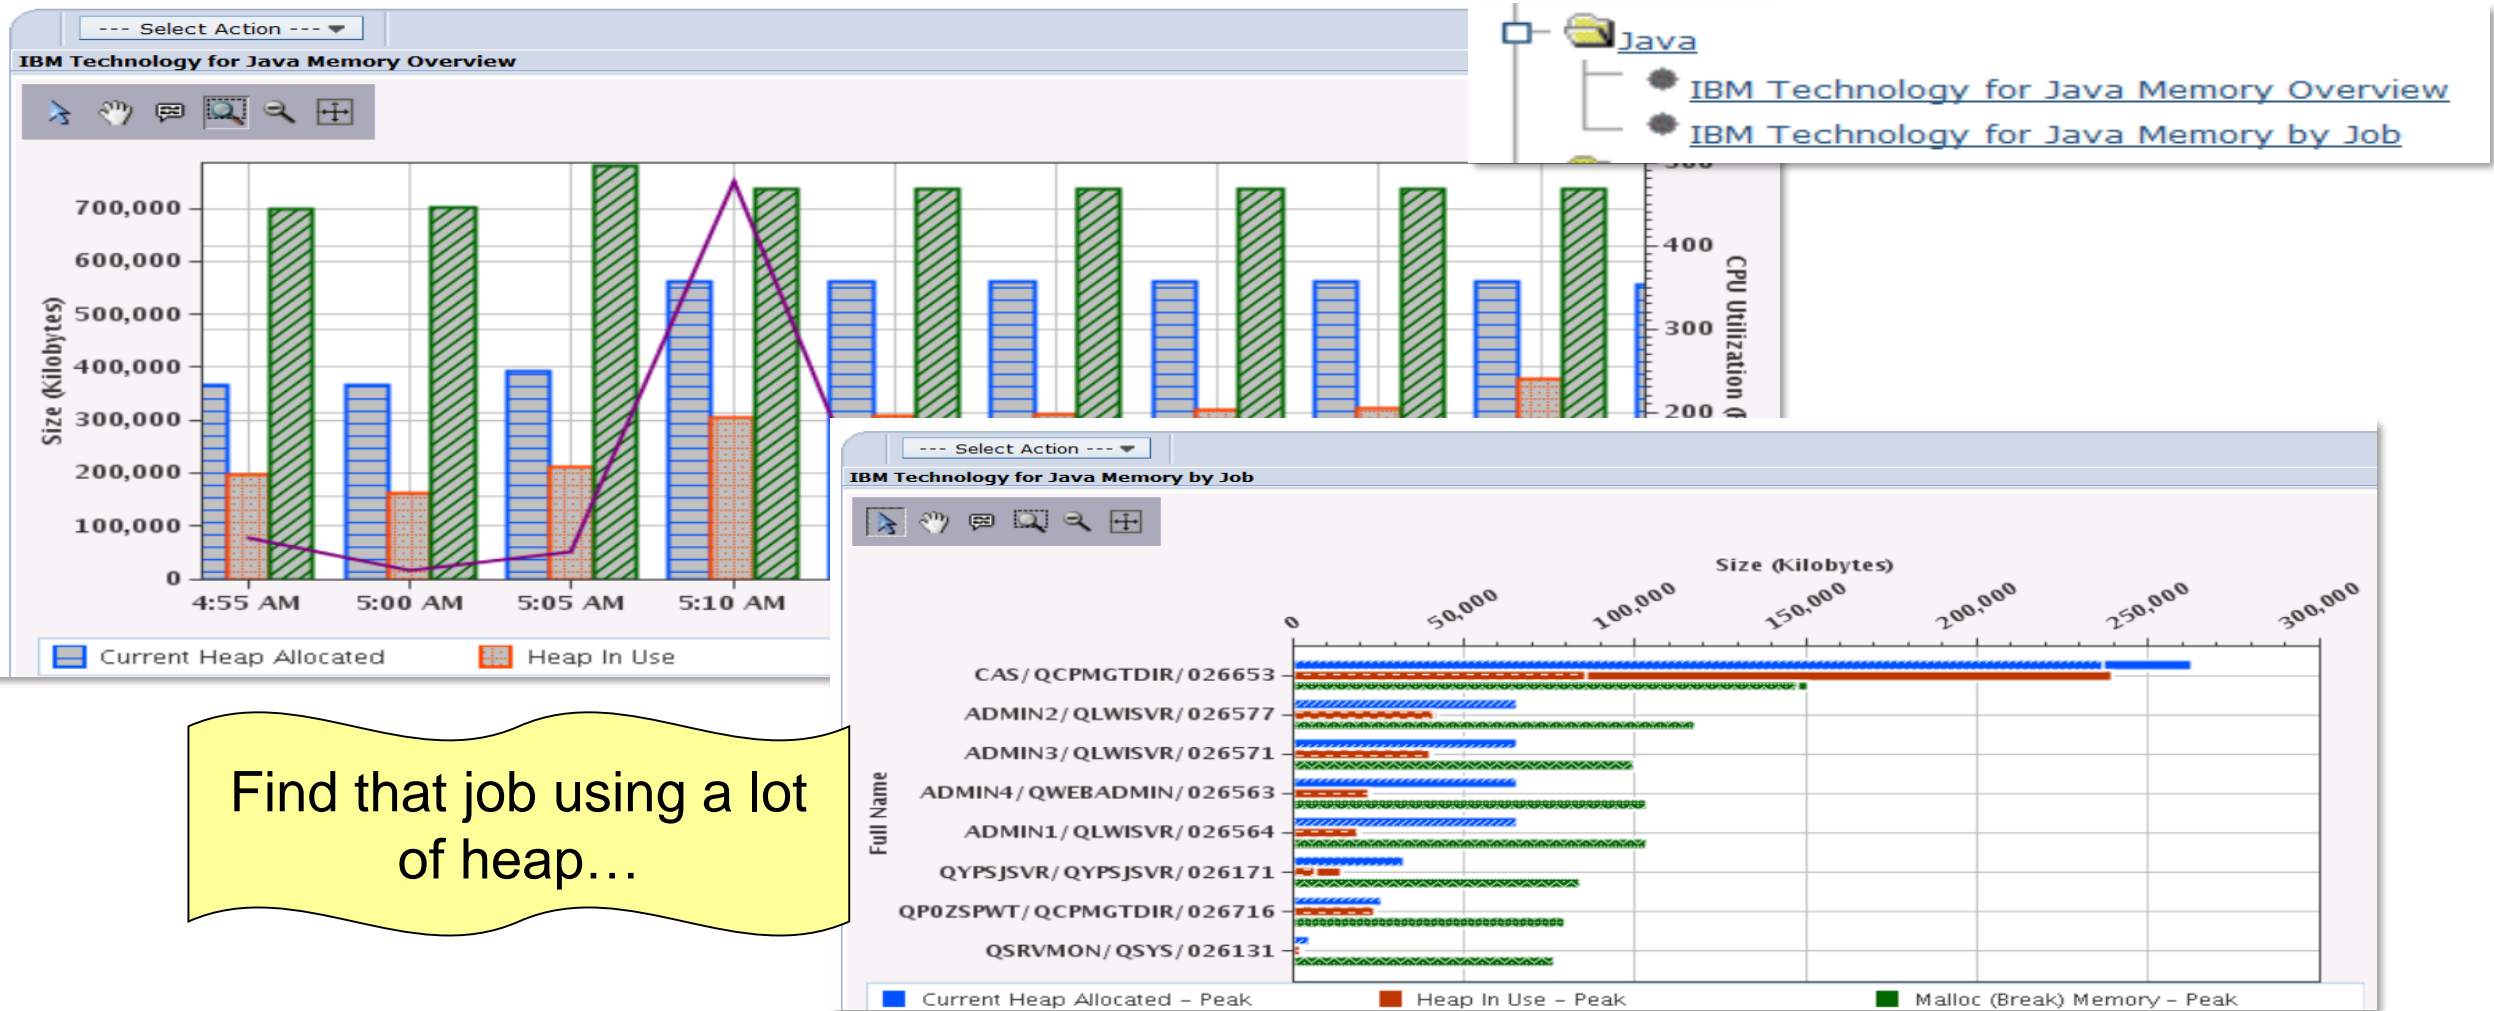 --- Select Action ---
IBM Technology for Java Memory Overview
Java
IBM Technology for Java Memory Overview
IBM Technology for Java Memory by Job
Size (Kilobytes)
700,000
600,000
500,000
400,000
300,000
200,000
100,000
0
4:55 AM 5:00 AM 5:05 AM 5:10 AM
400
300
200
CPU Utilization
Current Heap Allocated Heap In Use
--- Select Action ---
IBM Technology for Java Memory by Job
Size (Kilobytes)
0 50,000 100,000 150,000 200,000 250,000 300,000
Full Name
CAS/QCPMGTDIR/026653
ADMIN2/QLWISVR/026577
ADMIN3/QLWISVR/026571
ADMIN4/QWEBADMIN/026563
ADMIN1/QLWISVR/026564
QYPSJSVR/QYPSJSVR/026171
QP0ZSPWT/QCPMGTDIR/026716
QSRVMON/QSYS/026131
Current Heap Allocated – Peak Heap In Use – Peak Malloc (Break) Memory – Peak
Find that job using a lot
of heap…